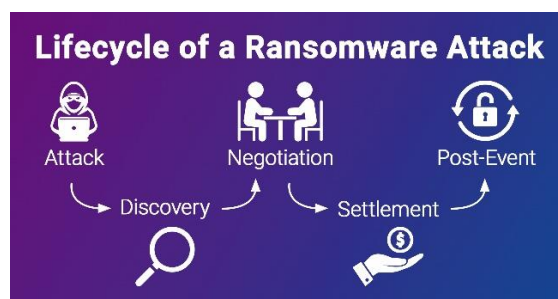 Lifecycle of a Ransomware Attack
Attack
Discovery
Negotiation
Settlement
$
Post-Event